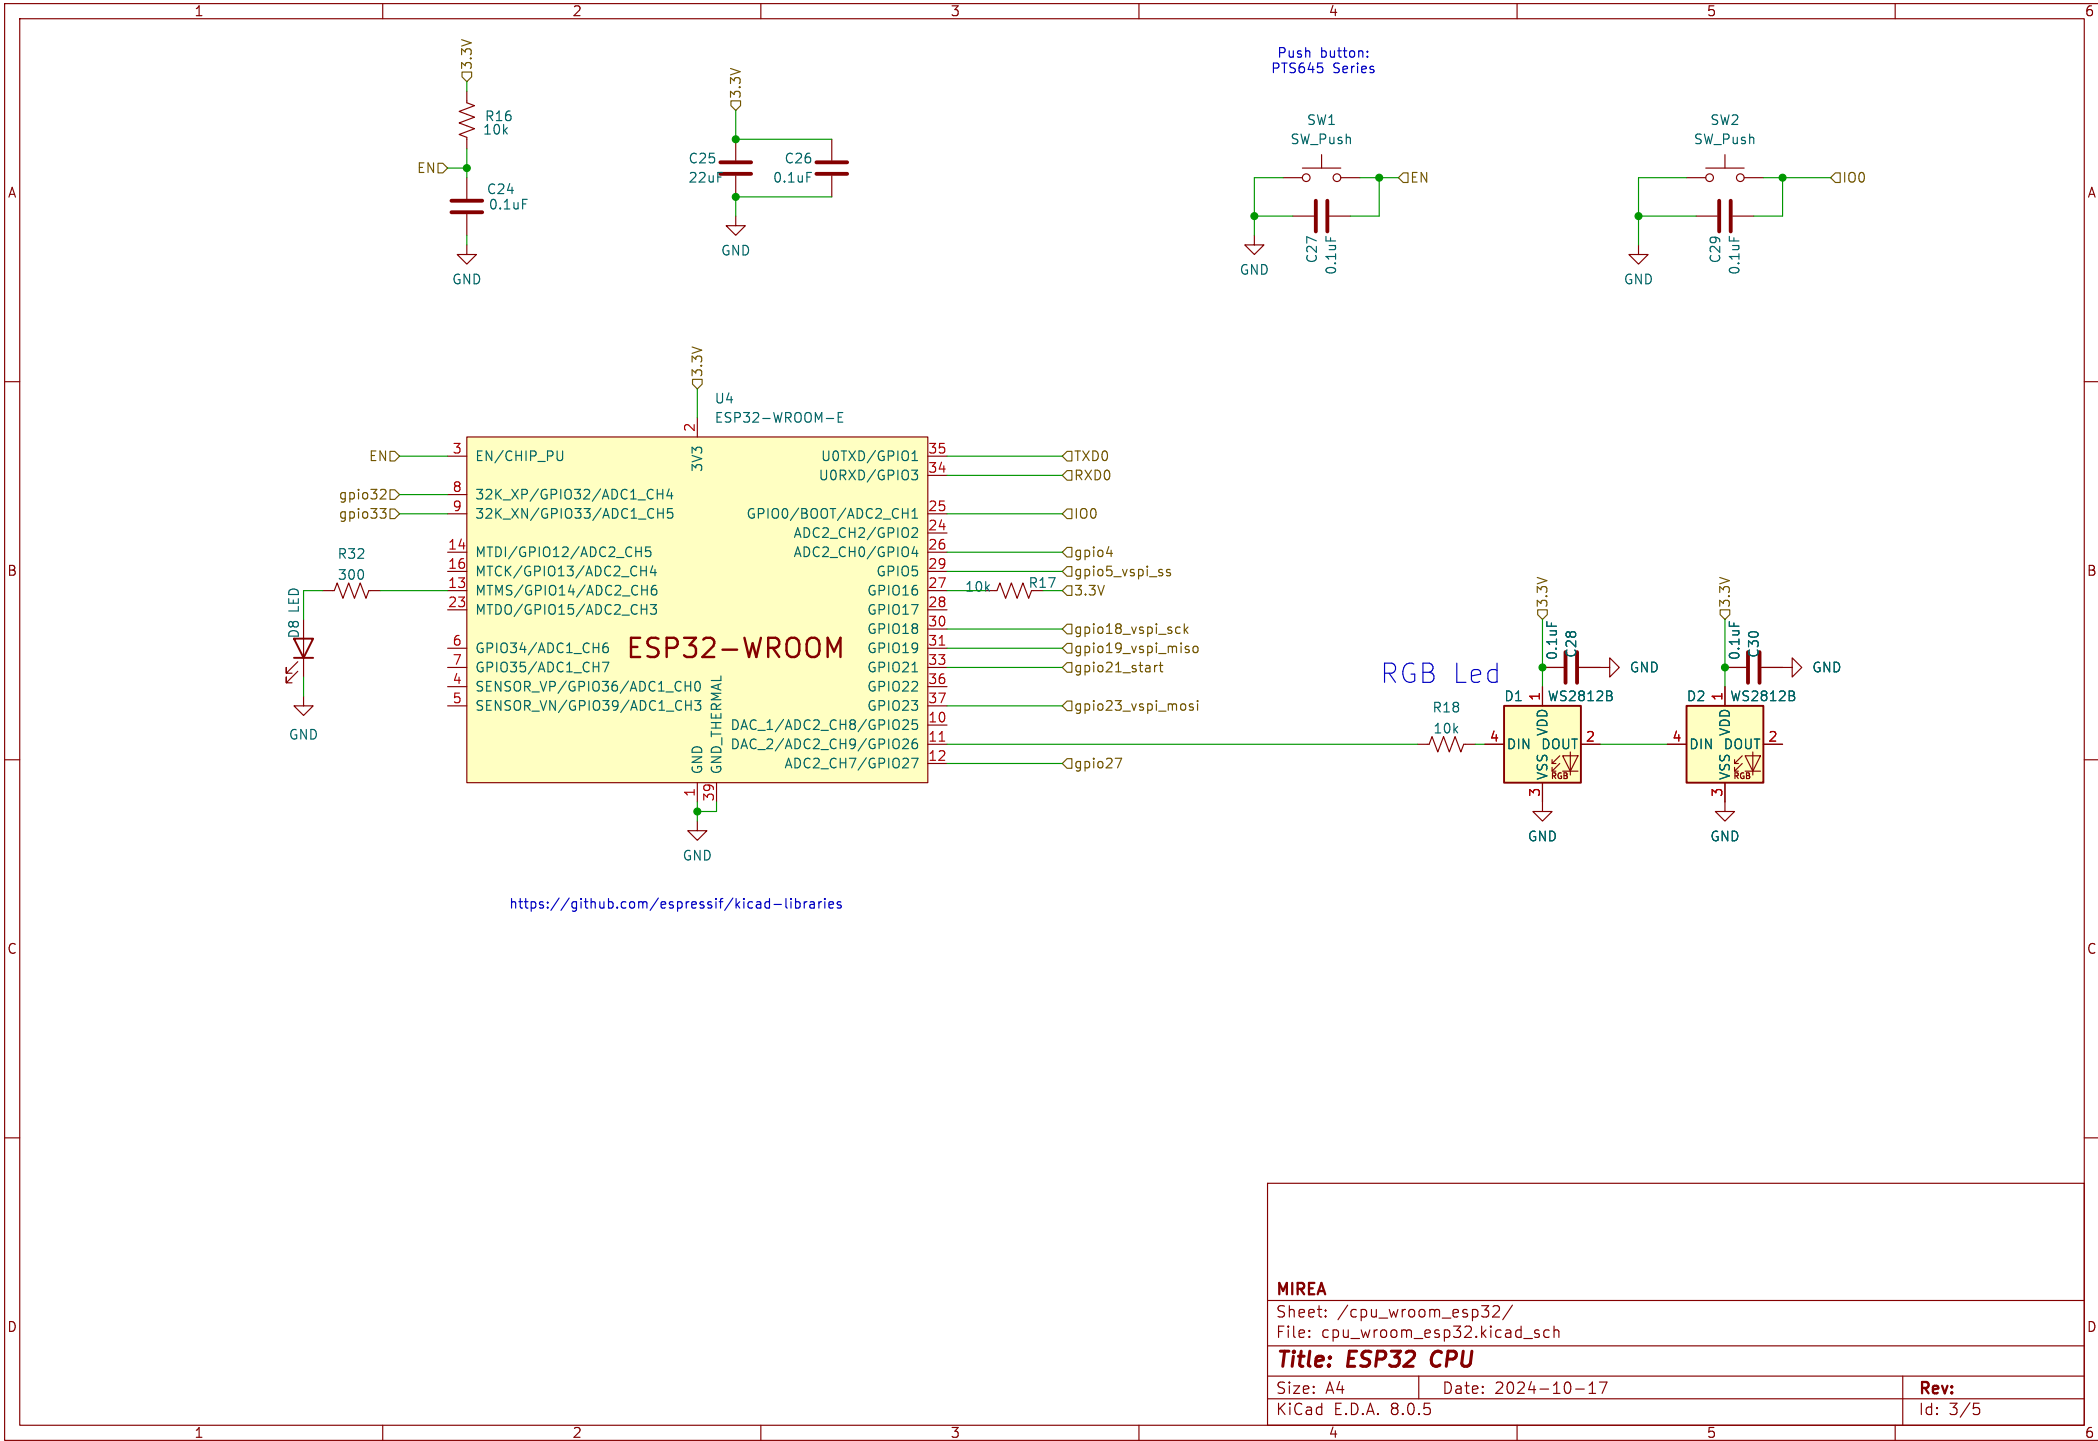 1 2 3 4 5 6
3.3V
R16
10k
EN
C24
0.1uF
GND
3.3V
C25
22uF
C26
0.1uF
GND
Push button:
PTS645 Series
SW1
SW_Push
EN
C27
0.1uF
GND
SW2
SW_Push
IO0
C29
0.1uF
GND
A A
3.3V
U4
ESP32-WROOM-E
2
3V3
EN 3 EN/CHIP_PU
gpio32 8 32K_XP/GPIO32/ADC1_CH4
gpio33 9 32K_XN/GPIO33/ADC1_CH5
14 MTDI/GPIO12/ADC2_CH5
16 MTCK/GPIO13/ADC2_CH4
13 MTMS/GPIO14/ADC2_CH6
23 MTDO/GPIO15/ADC2_CH3
6 GPIO34/ADC1_CH6
7 GPIO35/ADC1_CH7
4 SENSOR_VP/GPIO36/ADC1_CH0
5 SENSOR_VN/GPIO39/ADC1_CH3
R32
300
D8 LED
GND
ESP32-WROOM
U0TXD/GPIO1 35 TXD0
U0RXD/GPIO3 34 RXD0
GPIO0/BOOT/ADC2_CH1 25 IO0
ADC2_CH2/GPIO2 24
ADC2_CH0/GPIO4 26 gpio4
GPIO5 29 gpio5_vspi_ss
GPIO16 27 10k R17 3.3V
GPIO17 28
GPIO18 30 gpio18_vspi_sck
GPIO19 31 gpio19_vspi_miso
GPIO21 33 gpio21_start
GPIO22 36
GPIO23 37 gpio23_vspi_mosi
DAC_1/ADC2_CH8/GPIO25 10
DAC_2/ADC2_CH9/GPIO26 11
ADC2_CH7/GPIO27 12 gpio27
GND
GND_THERMAL
1
39
GND
B B
RGB Led
R18
10k
3.3V
0.1uF
C28
GND
D1 WS2812B
1
VDD
4 DIN DOUT 2
VSS
RGB
3
GND
3.3V
0.1uF
C30
GND
D2 WS2812B
1
VDD
4 DIN DOUT 2
VSS
RGB
3
GND
https://github.com/espressif/kicad-libraries
C C
D D
MIREA
Sheet: /cpu_wroom_esp32/
File: cpu_wroom_esp32.kicad_sch
Title: ESP32 CPU
Size: A4 Date: 2024-10-17 Rev:
KiCad E.D.A. 8.0.5 Id: 3/5
1 2 3 4 5 6